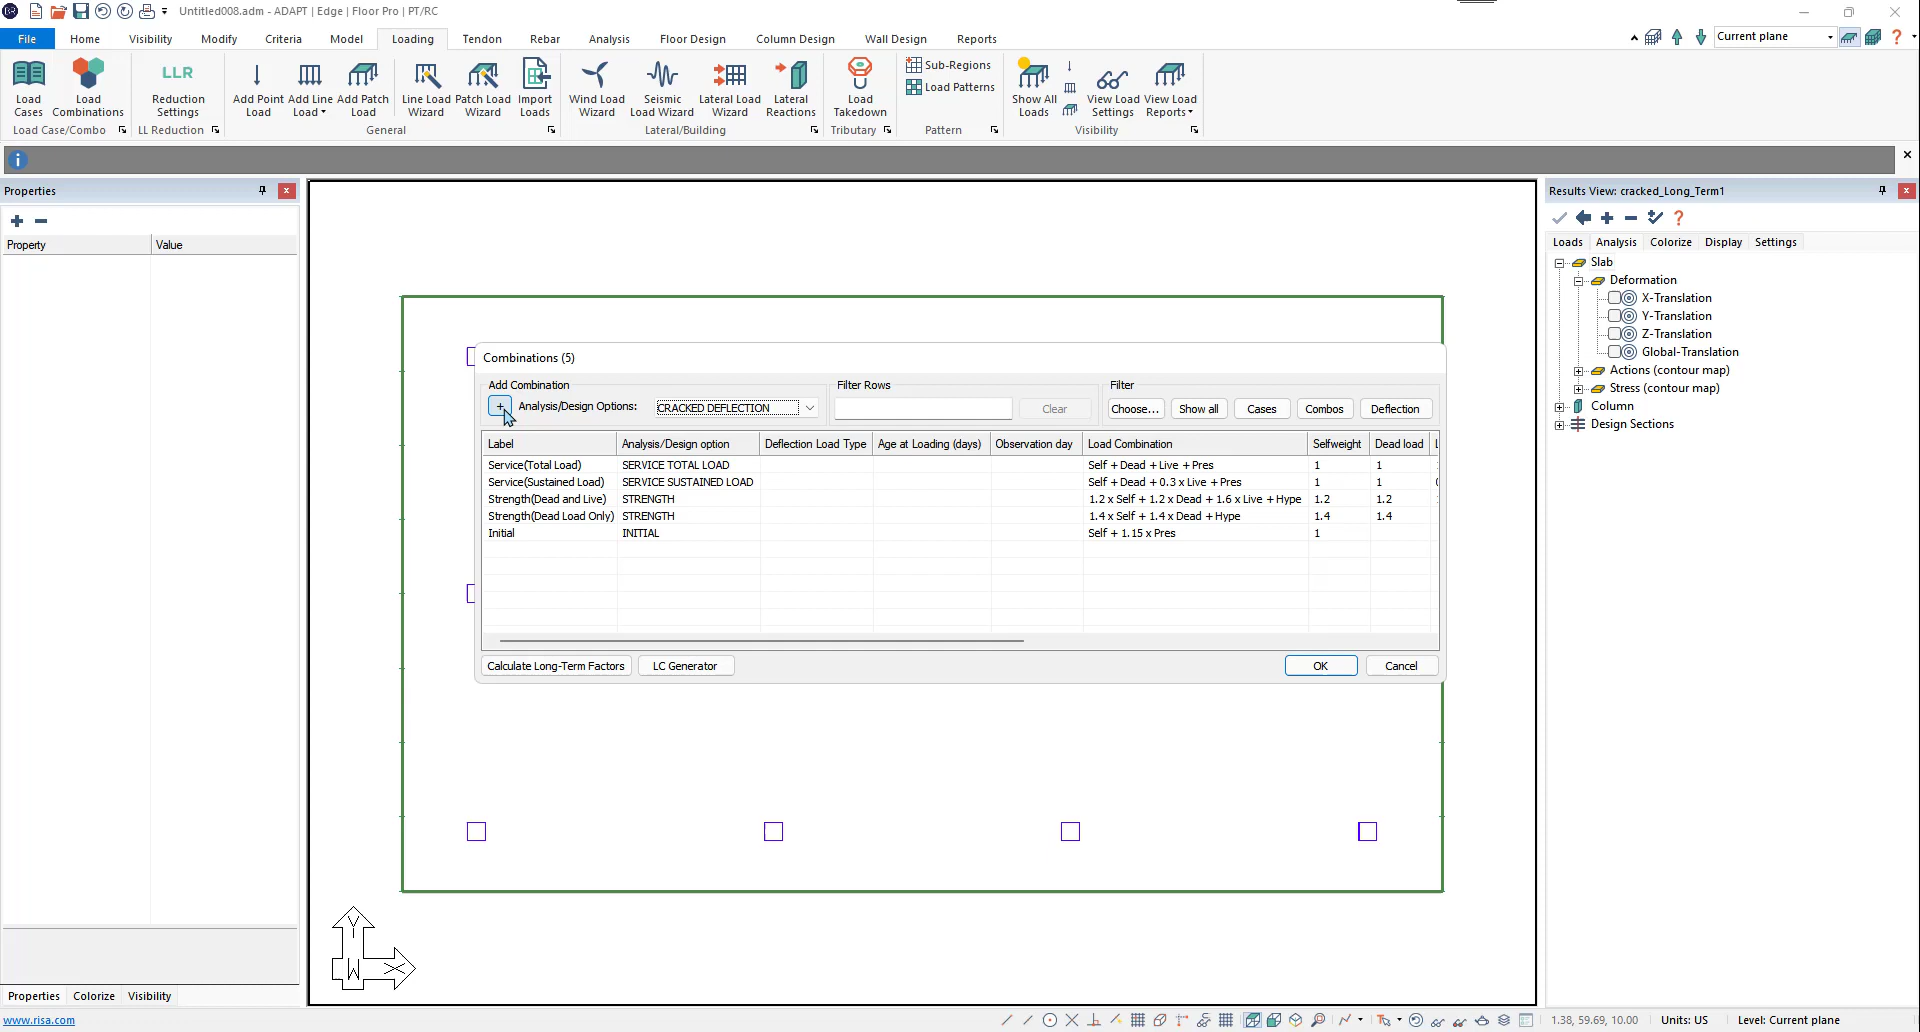 Untitled008.adm - ADAPT | Edge | Floor Pro | PT/RC
File Home Visibility Modify Criteria Model Loading Tendon Rebar Analysis Floor Design Column Design Wall Design Reports Current plane
LLR
Load Cases
Load Combinations
Reduction Settings
Add Point Load
Add Line Load
Add Patch Load
Line Load Wizard
Patch Load Wizard
Import Loads
Wind Load Wizard
Seismic Load Wizard
Lateral Load Wizard
Lateral Reactions
Load Takedown
Sub-Regions
Load Patterns
Show All Loads
View Load Settings
View Load Reports
Load Case/Combo LL Reduction General Lateral/Building Tributary Pattern Visibility
Properties
Property Value
Results View: cracked_Long_Term1
Loads Analysis Colorize Display Settings
Slab
Deformation
X-Translation
Y-Translation
Z-Translation
Global-Translation
Actions (contour map)
Stress (contour map)
Column
Design Sections
Combinations (5)
Add Combination Filter Rows Filter
+ Analysis/Design Options: CRACKED DEFLECTION Clear Choose... Show all Cases Combos Deflection
Label Analysis/Design option Deflection Load Type Age at Loading (days) Observation day Load Combination Selfweight Dead load
Service(Total Load) SERVICE TOTAL LOAD Self + Dead + Live + Pres 1 1
Service(Sustained Load) SERVICE SUSTAINED LOAD Self + Dead + 0.3 x Live + Pres 1 1
Strength(Dead and Live) STRENGTH 1.2 x Self + 1.2 x Dead + 1.6 x Live + Hype 1.2 1.2
Strength(Dead Load Only) STRENGTH 1.4 x Self + 1.4 x Dead + Hype 1.4 1.4
Initial INITIAL Self + 1.15 x Pres 1
Calculate Long-Term Factors LC Generator OK Cancel
Y
W X
Properties Colorize Visibility
www.risa.com
1.38, 59.69, 10.00 Units: US Level: Current plane